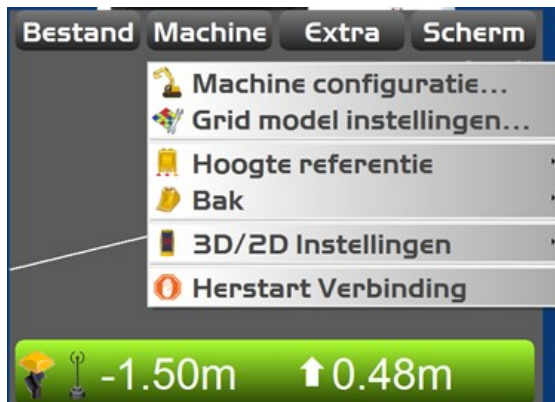 Bestand Machine Extra Scherm
Machine configuratie...
Grid model instellingen...
Hoogte referentie
Bak
3D/2D Instellingen
Herstart Verbinding
-1.50m 0.48m